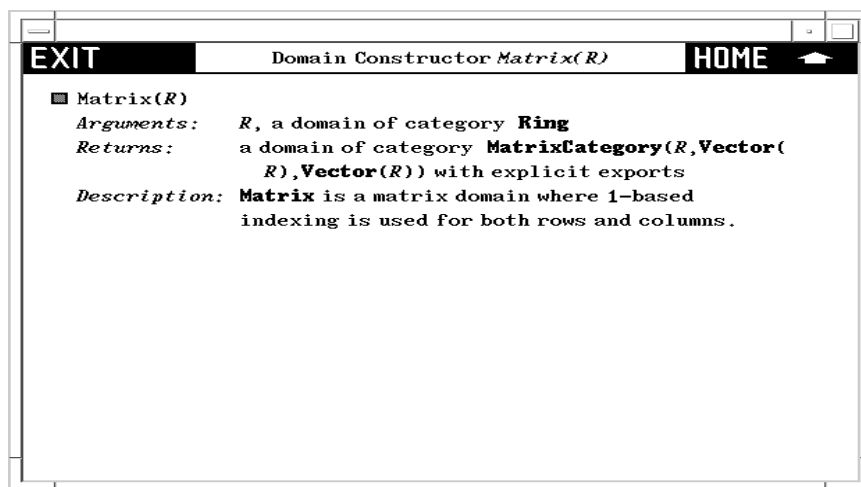 EXIT Domain Constructor Matrix(R) HOME
Matrix(R)
Arguments: R, a domain of category Ring
Returns: a domain of category MatrixCategory(R,Vector(
R),Vector(R)) with explicit exports
Description: Matrix is a matrix domain where 1-based
indexing is used for both rows and columns.